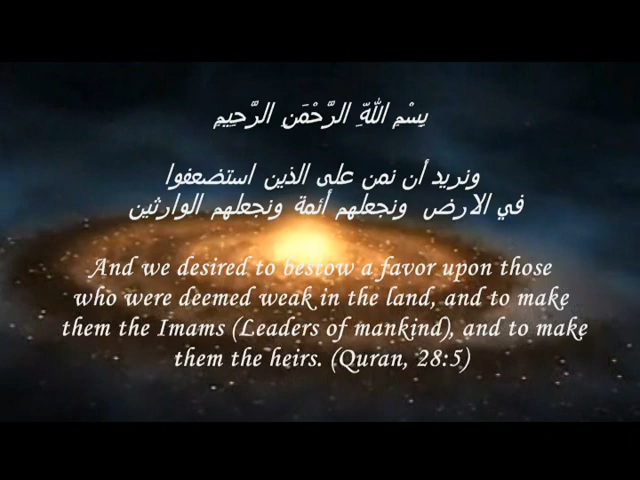 بِسْمِ اللَّهِ الرَّحْمَنِ الرَّحِيمِ
ونريد أن نمن على الذين استضعفوا
في الارض ونجعلهم أئمة ونجعلهم الوارثين
And we desired to bestow a favor upon those
who were deemed weak in the land, and to make
them the Imams (Leaders of mankind), and to make
them the heirs. (Quran, 28:5)